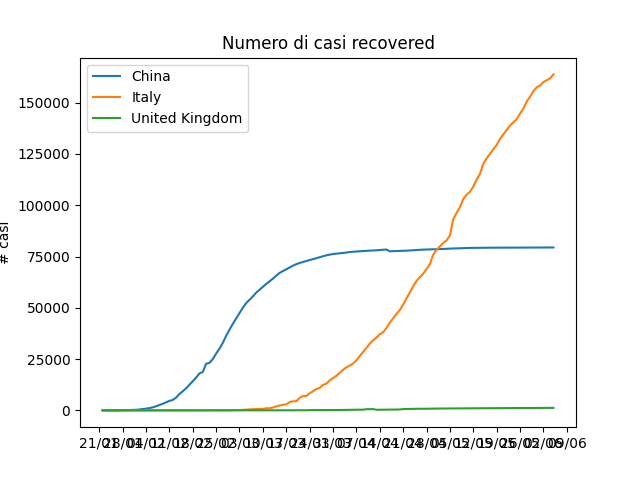 Numero di casi recovered
China
Italy
United Kingdom
# casi
150000
125000
100000
75000
50000
25000
0
21/01 28/01 04/02 11/02 18/02 25/02 03/03 10/03 17/03 24/03 31/03 07/04 14/04 21/04 28/04 05/05 12/05 19/05 26/05 02/06 09/06